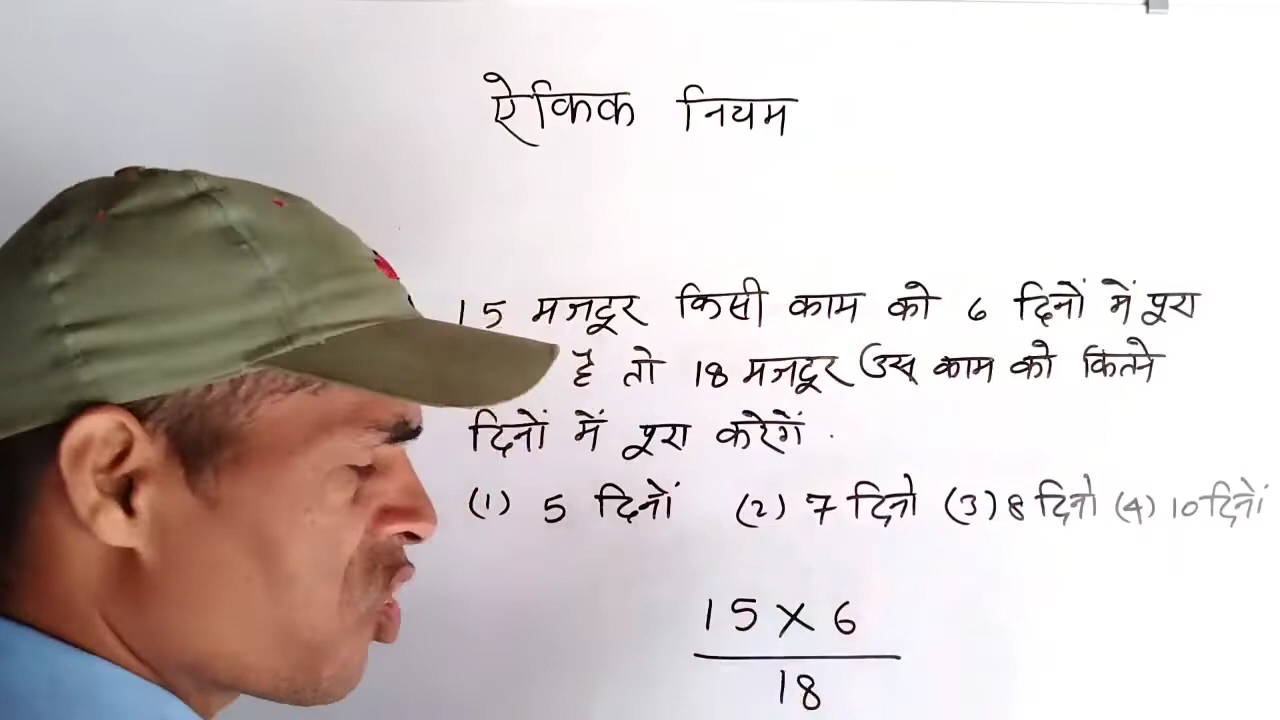 ऐकिक नियम
15 मजदूर किसी काम को 6 दिनों में पूरा
है तो 18 मजदूर उस काम को कितने
दिनों में पूरा करेगें .
(1) 5 दिनों (2) 7 दिनो (3) 8 दिनो (4) 10 दिनों
15 × 6
18